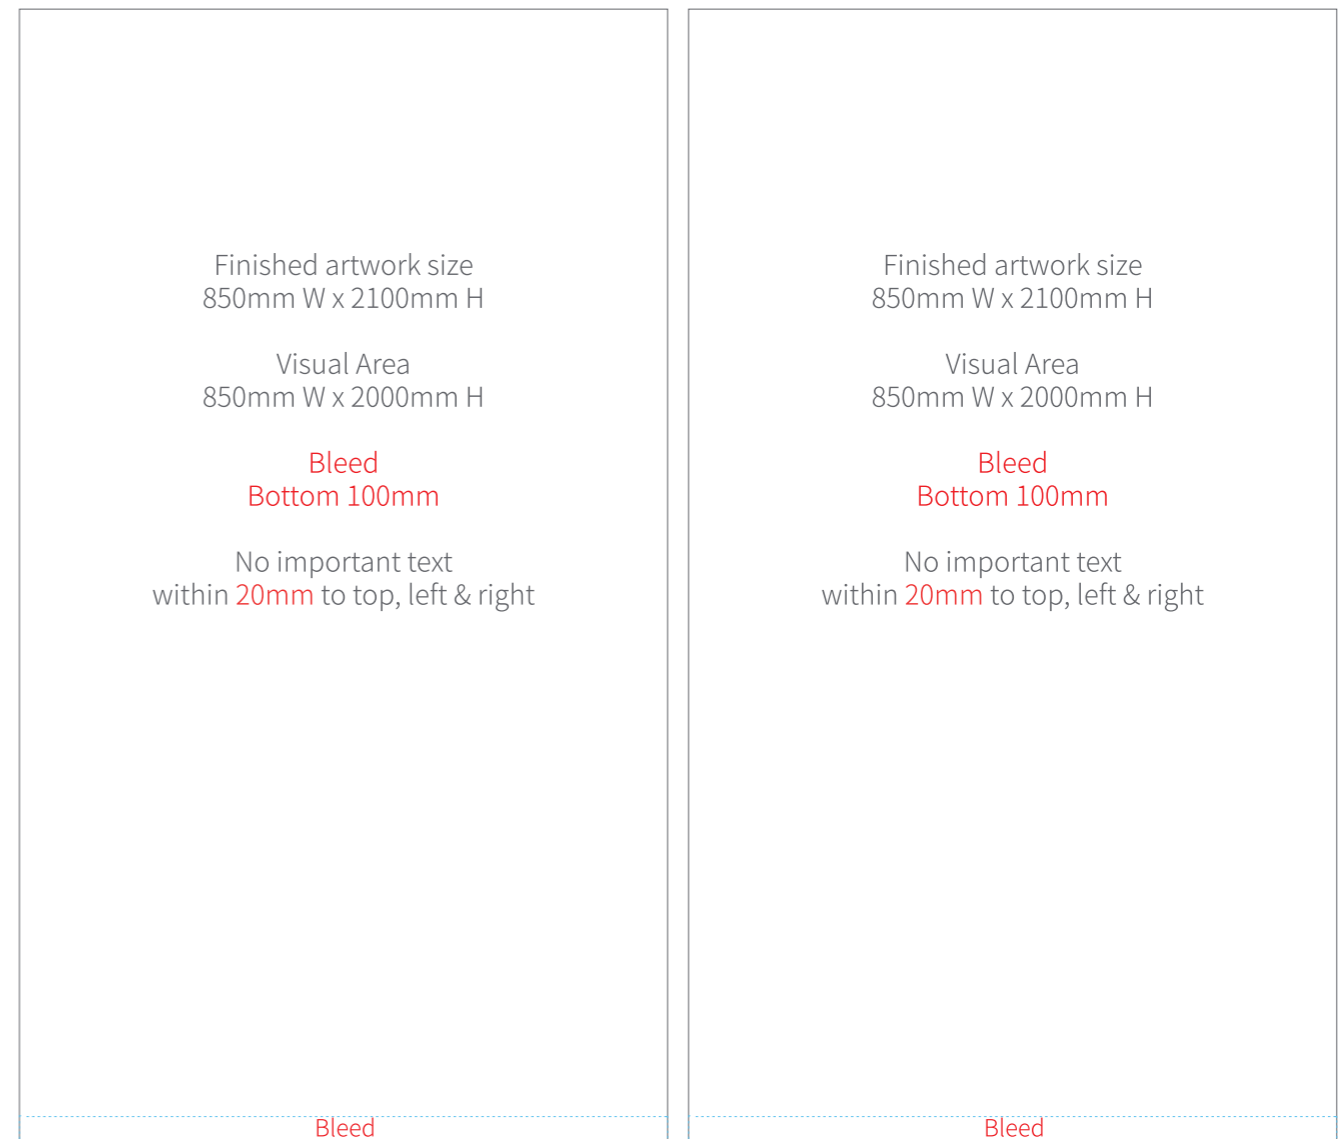 Finished artwork size
850mm W x 2100mm H
Visual Area
850mm W x 2000mm H
Bleed
Bottom 100mm
No important text
within 20mm to top, left & right
Bleed
Finished artwork size
850mm W x 2100mm H
Visual Area
850mm W x 2000mm H
Bleed
Bottom 100mm
No important text
within 20mm to top, left & right
Bleed